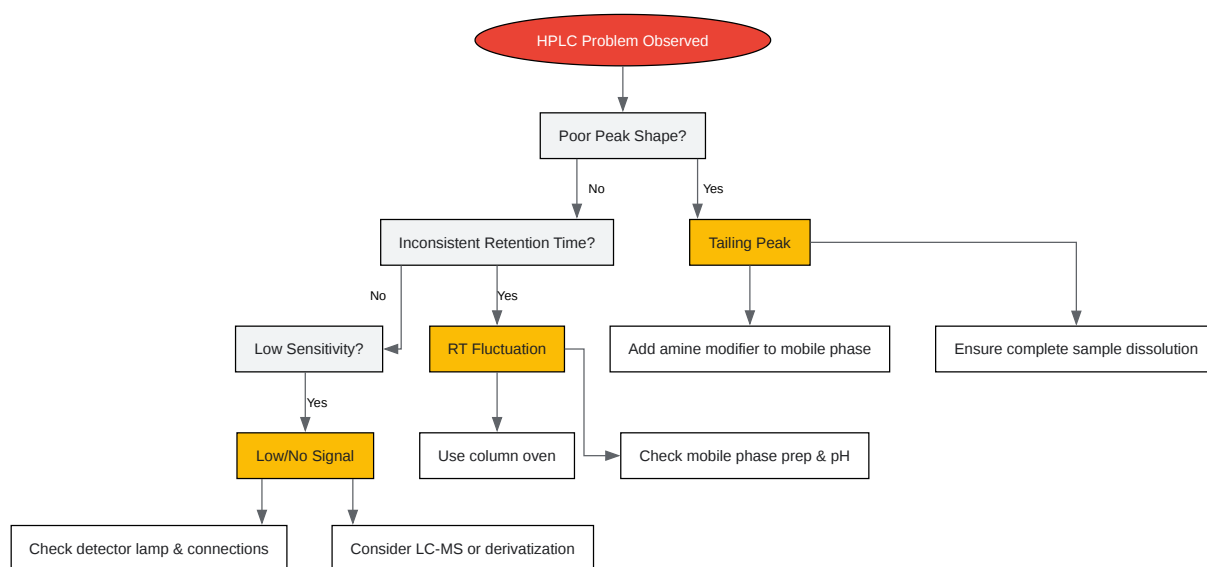 HPLC Problem Observed
Poor Peak Shape?
No
Yes
Inconsistent Retention Time?
Tailing Peak
No
Yes
Low Sensitivity?
RT Fluctuation
Add amine modifier to mobile phase
Ensure complete sample dissolution
Yes
Low/No Signal
Use column oven
Check mobile phase prep & pH
Check detector lamp & connections
Consider LC-MS or derivatization